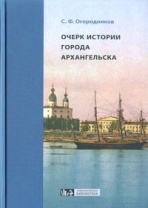 С. Ф. Огородников
ОЧЕРК ИСТОРИИ
ГОРОДА
АРХАНГЕЛЬСКА